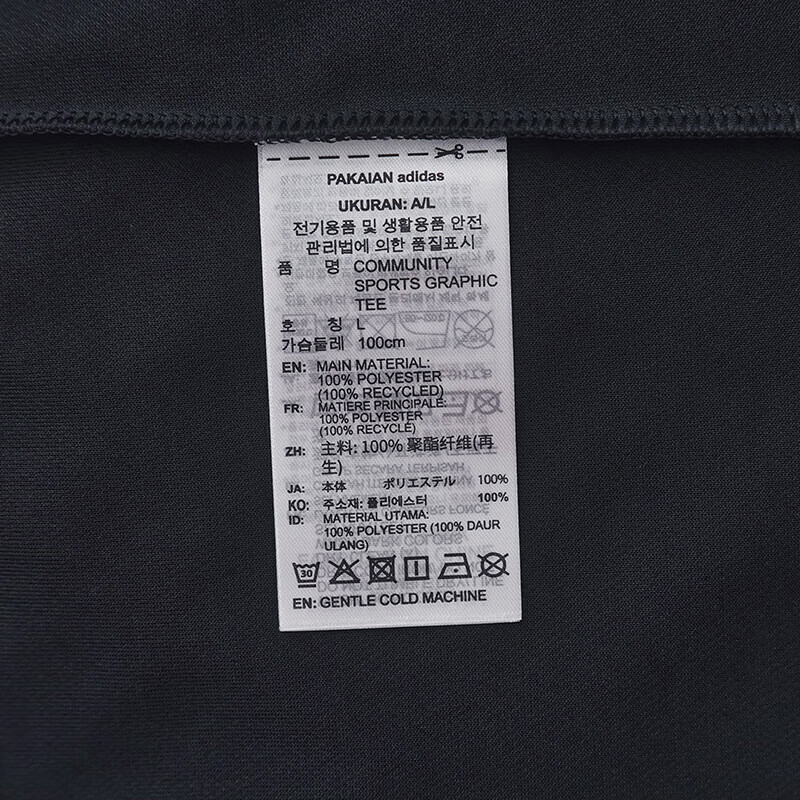 PAKAIAN adidas
UKURAN: A/L
전기용품 및 생활용품 안전
관리법에 의한 품질표시
품 명 COMMUNITY
SPORTS GRAPHIC
TEE
호 칭 L
가슴둘레 100cm
EN: MAIN MATERIAL:
100% POLYESTER
(100% RECYCLED)
FR: MATIERE PRINCIPALE:
100% POLYESTER
(100% RECYCLÉ)
ZH: 主料: 100% 聚酯纤维(再
生)
JA: 本体 ポリエステル 100%
KO: 주소재: 폴리에스터 100%
ID: MATERIAL UTAMA:
100% POLYESTER (100% DAUR
ULANG)
30
EN: GENTLE COLD MACHINE